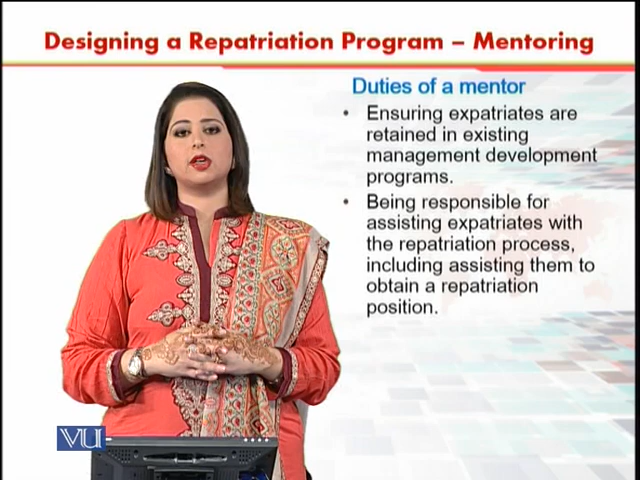 Designing a Repatriation Program – Mentoring
Duties of a mentor
• Ensuring expatriates are
retained in existing
management development
programs.
• Being responsible for
assisting expatriates with
the repatriation process,
including assisting them to
obtain a repatriation
position.
VU